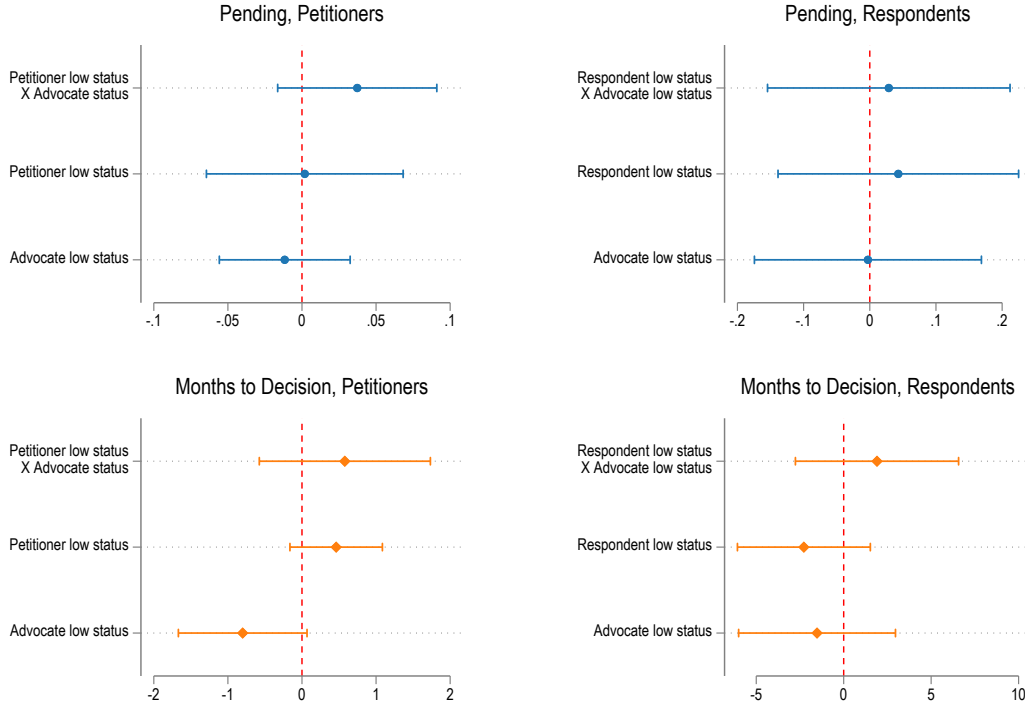 Pending, Petitioners
Petitioner low status
X Advocate status
Petitioner low status
Advocate low status
-.1 -.05 0 .05 .1
Pending, Respondents
Respondent low status
X Advocate low status
Respondent low status
Advocate low status
-.2 -.1 0 .1 .2
Months to Decision, Petitioners
Petitioner low status
X Advocate status
Petitioner low status
Advocate low status
-2 -1 0 1 2
Months to Decision, Respondents
Respondent low status
X Advocate low status
Respondent low status
Advocate low status
-5 0 5 10